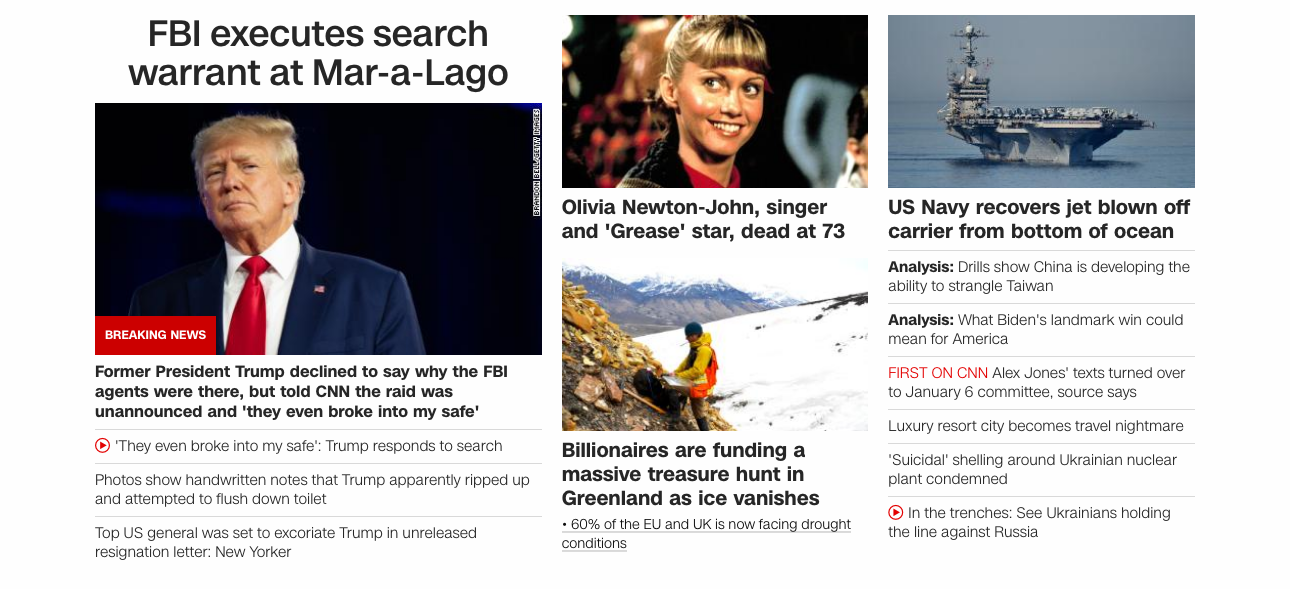 FBI executes search
warrant at Mar-a-Lago
BRANDON BELL/GETTY IMAGES
BREAKING NEWS
Former President Trump declined to say why the FBI
agents were there, but told CNN the raid was
unannounced and 'they even broke into my safe'
'They even broke into my safe': Trump responds to search
Photos show handwritten notes that Trump apparently ripped up
and attempted to flush down toilet
Top US general was set to excoriate Trump in unreleased
resignation letter: New Yorker
Olivia Newton-John, singer
and 'Grease' star, dead at 73
Billionaires are funding a
massive treasure hunt in
Greenland as ice vanishes
• 60% of the EU and UK is now facing drought
conditions
US Navy recovers jet blown off
carrier from bottom of ocean
Analysis: Drills show China is developing the
ability to strangle Taiwan
Analysis: What Biden's landmark win could
mean for America
FIRST ON CNN Alex Jones' texts turned over
to January 6 committee, source says
Luxury resort city becomes travel nightmare
'Suicidal' shelling around Ukrainian nuclear
plant condemned
In the trenches: See Ukrainians holding
the line against Russia